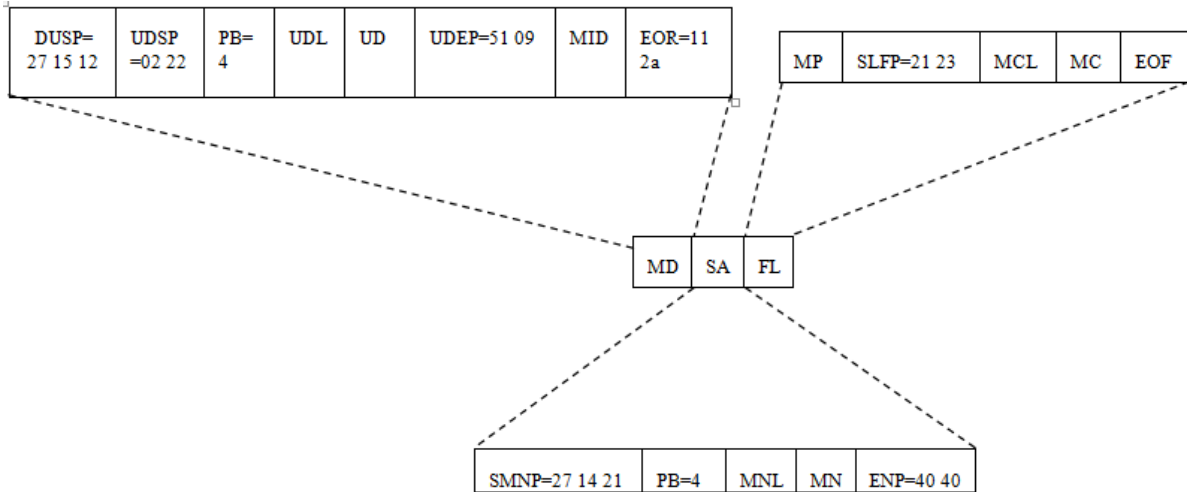 DUSP= UDSP PB= UDL UD UDEP=51 09 MID EOR=11
27 15 12 =02 22 4 2a
MP SLFP=21 23 MCL MC EOF
MD SA FL
SMNP=27 14 21 PB=4 MNL MN ENP=40 40